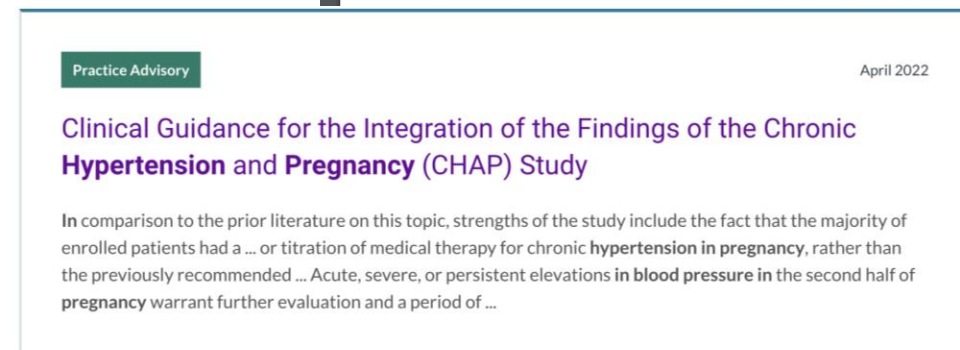 Practice Advisory
April 2022
Clinical Guidance for the Integration of the Findings of the Chronic
Hypertension and Pregnancy (CHAP) Study
In comparison to the prior literature on this topic, strengths of the study include the fact that the majority of
enrolled patients had a ... or titration of medical therapy for chronic hypertension in pregnancy, rather than
the previously recommended ... Acute, severe, or persistent elevations in blood pressure in the second half of
pregnancy warrant further evaluation and a period of ...